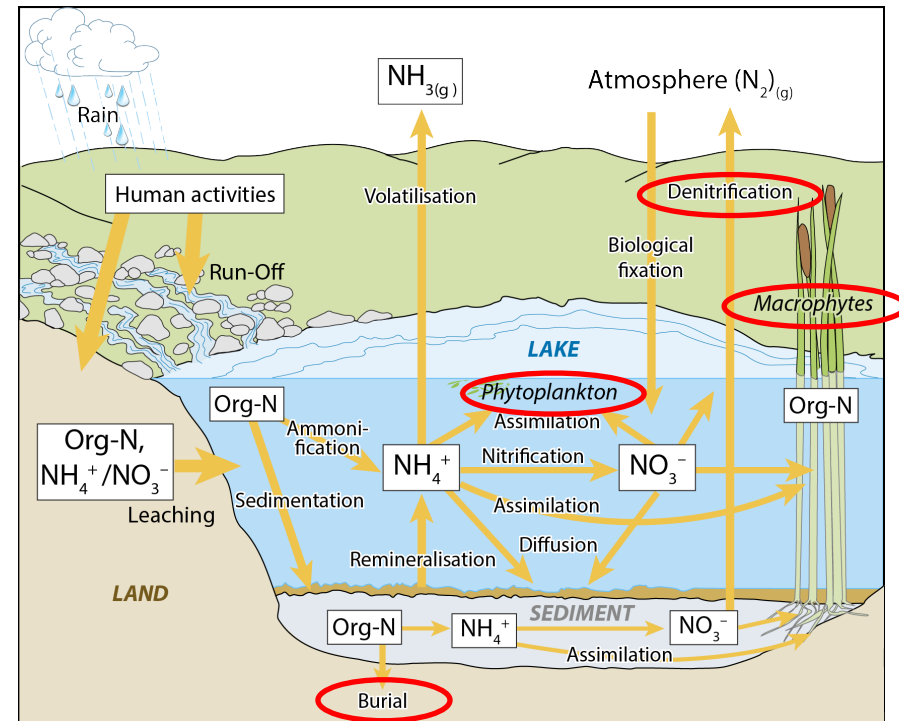 NH3(g)
Atmosphere (N2)(g)
Rain
Human activities
Volatilisation
Denitrification
Biological
fixation
Run-Off
Macrophytes
LAKE
Phytoplankton
Org-N
Assimilation
Org-N
Ammoni-
fication
Org-N,
NH4+/NO3−
NH4+
Nitrification
NO3−
Sedimentation
Assimilation
Leaching
Diffusion
Remineralisation
LAND
SEDIMENT
Org-N
NH4+
NO3−
Assimilation
Burial